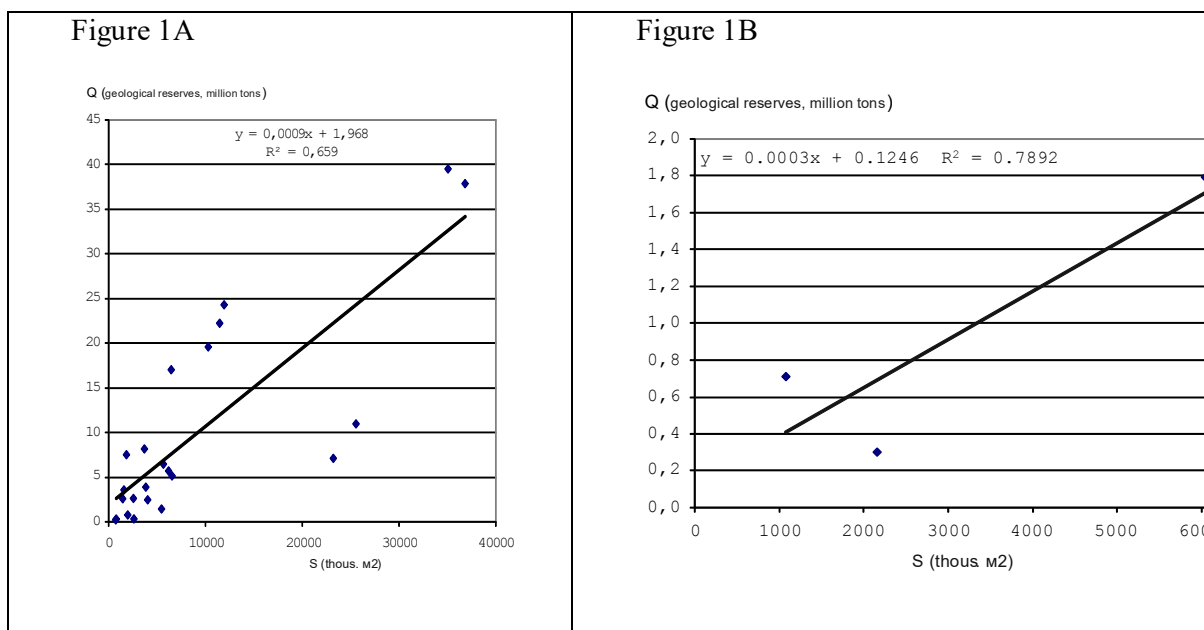 Figure 1A
Q (geological reserves, million tons)
y = 0,0009x + 1,968
R² = 0,659
45
40
35
30
25
20
15
10
5
0
0 10000 20000 30000 40000
S (thous. м2)
Figure 1B
Q (geological reserves, million tons)
y = 0.0003x + 0.1246 R² = 0.7892
2,0
1,8
1,6
1,4
1,2
1,0
0,8
0,6
0,4
0,2
0,0
0 1000 2000 3000 4000 5000
S (thous. м2)